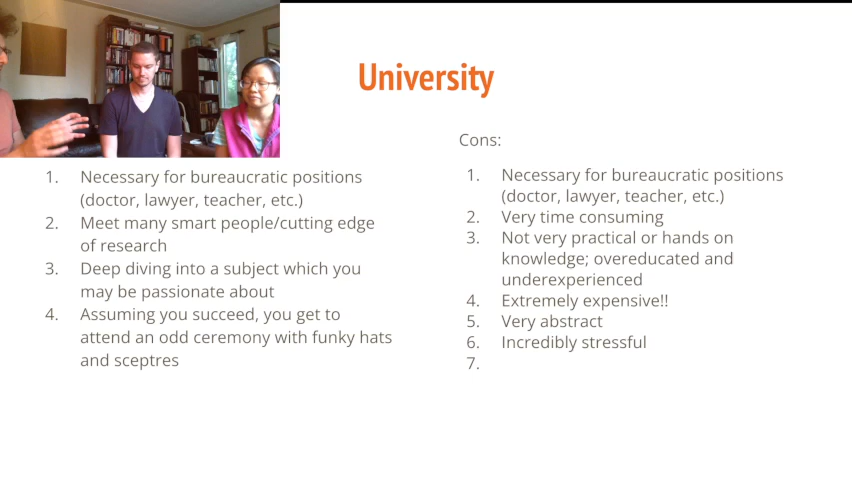 University
1. Necessary for bureaucratic positions
(doctor, lawyer, teacher, etc.)
2. Meet many smart people/cutting edge
of research
3. Deep diving into a subject which you
may be passionate about
4. Assuming you succeed, you get to
attend an odd ceremony with funky hats
and sceptres
Cons:
1. Necessary for bureaucratic positions
(doctor, lawyer, teacher, etc.)
2. Very time consuming
3. Not very practical or hands on
knowledge; overeducated and
underexperienced
4. Extremely expensive!!
5. Very abstract
6. Incredibly stressful
7.